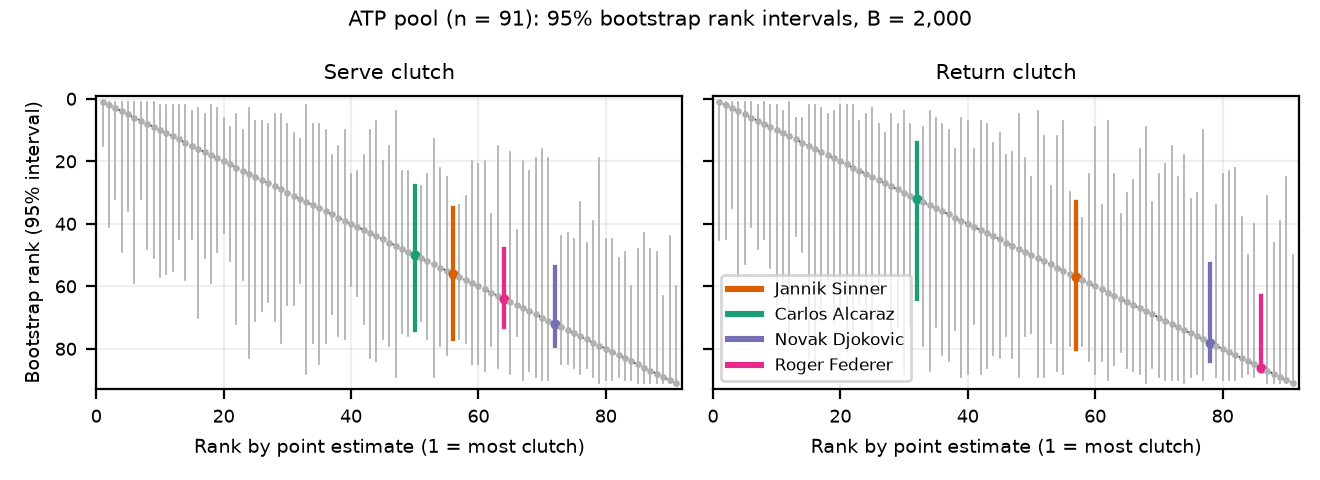 ATP pool (n = 91): 95% bootstrap rank intervals, B = 2,000
Serve clutch
Return clutch
Bootstrap rank (95% interval)
0
20
40
60
80
0
20
40
60
80
Rank by point estimate (1 = most clutch)
Jannik Sinner
Carlos Alcaraz
Novak Djokovic
Roger Federer
0
20
40
60
80
Rank by point estimate (1 = most clutch)